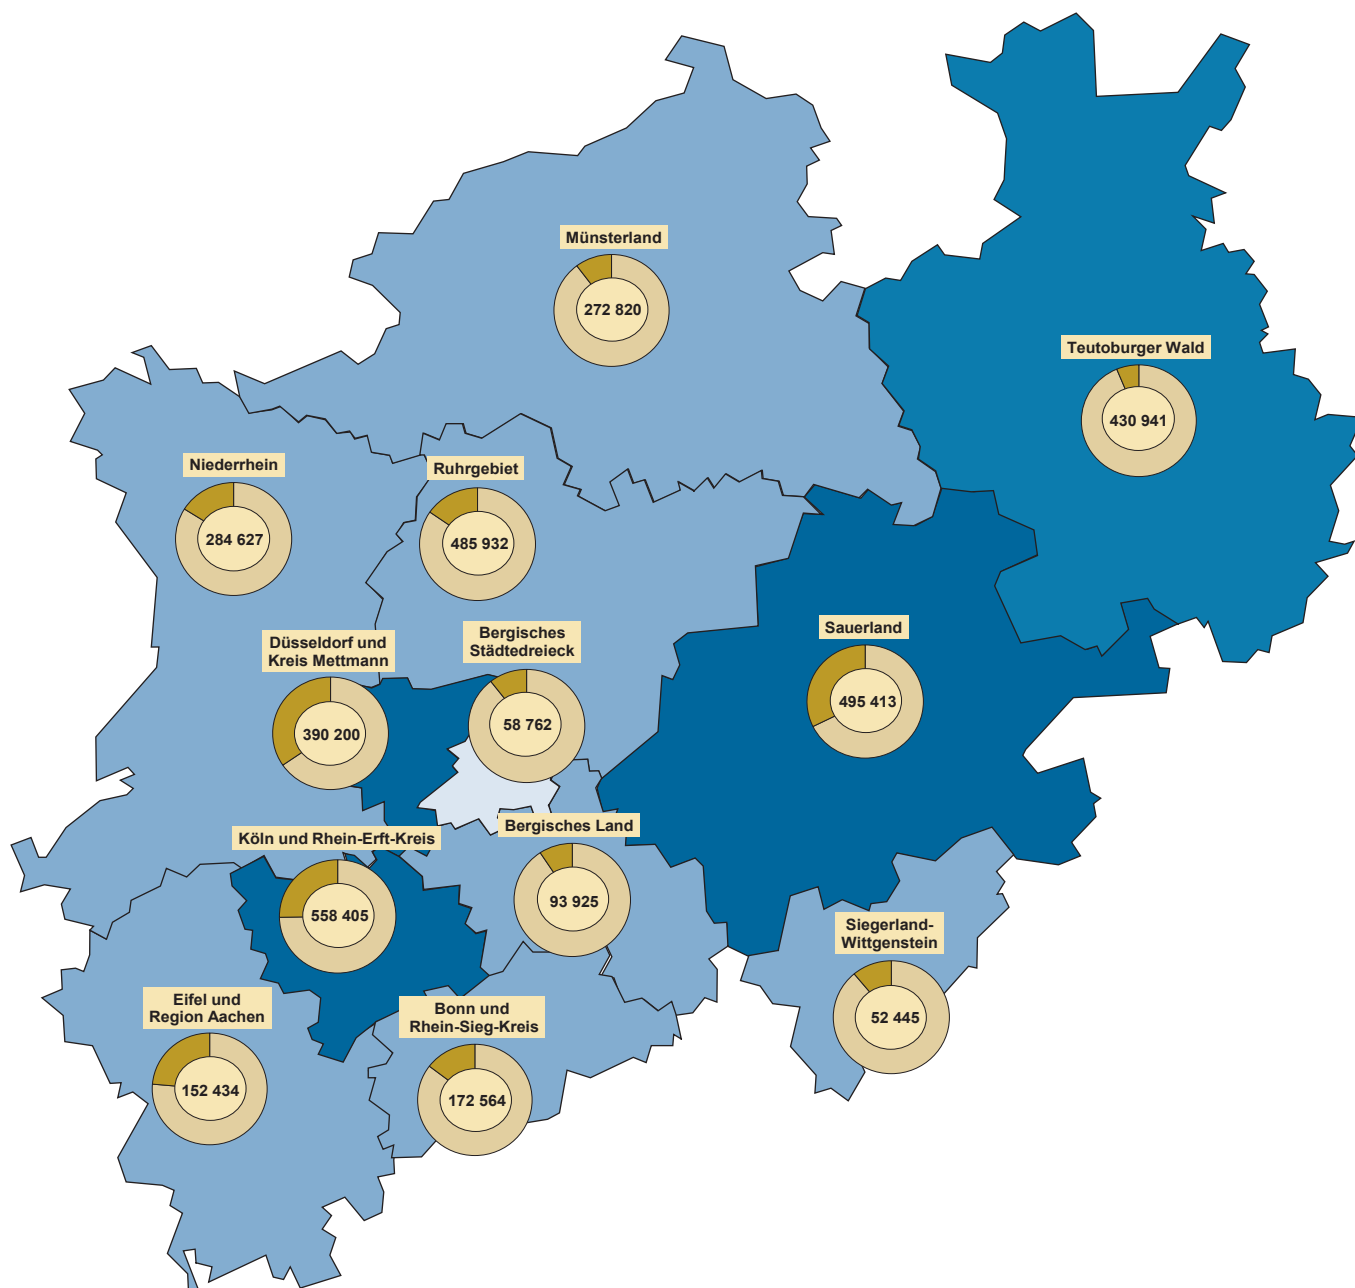 Münsterland
272 820
Teutoburger Wald
430 941
Niederrhein
284 627
Ruhrgebiet
485 932
Düsseldorf und
Kreis Mettmann
390 200
Bergisches
Städtedreieck
58 762
Sauerland
495 413
Köln und Rhein-Erft-Kreis
558 405
Bergisches Land
93 925
Siegerland-
Wittgenstein
52 445
Eifel und
Region Aachen
152 434
Bonn und
Rhein-Sieg-Kreis
172 564